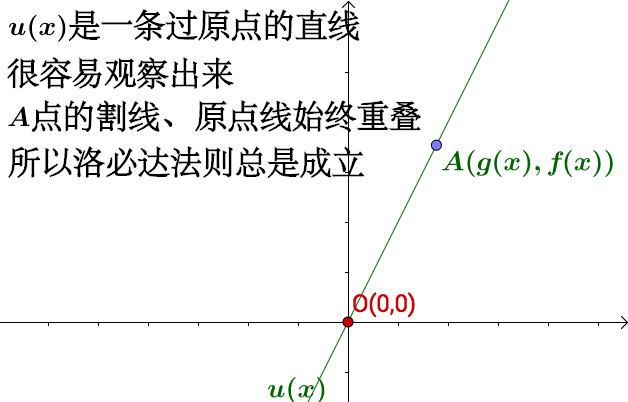 u(x)是一条过原点的直线
很容易观察出来
A点的割线、原点线始终重叠
所以洛必达法则总是成立
A(g(x), f(x))
O(0,0)
u(x)